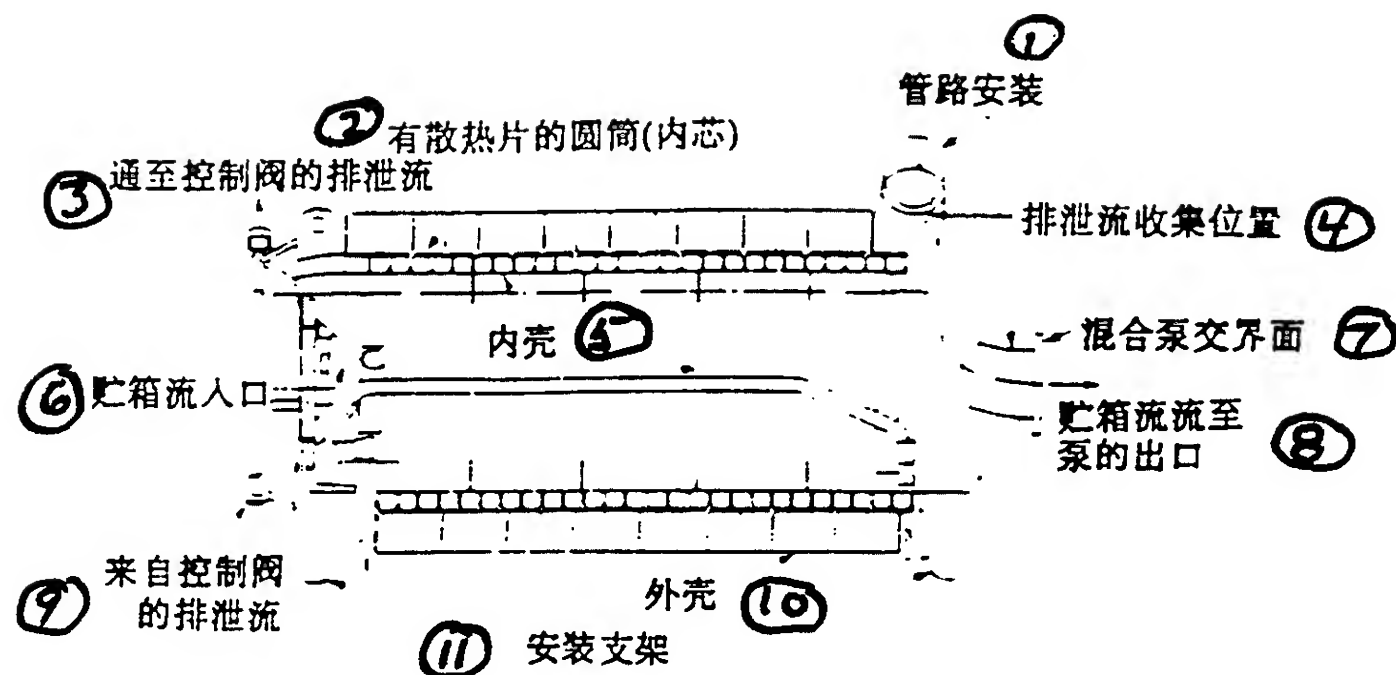 ①
管路安装
② 有散热片的圆筒(内芯)
③ 通至控制阀的排泄流
排泄流收集位置 ④
内壳 ⑤
混合泵交界面 ⑦
⑥ 贮箱流入口
贮箱流流至
泵的出口 ⑧
⑨ 来自控制阀
的排泄流
外壳 ⑩
⑪ 安装支架